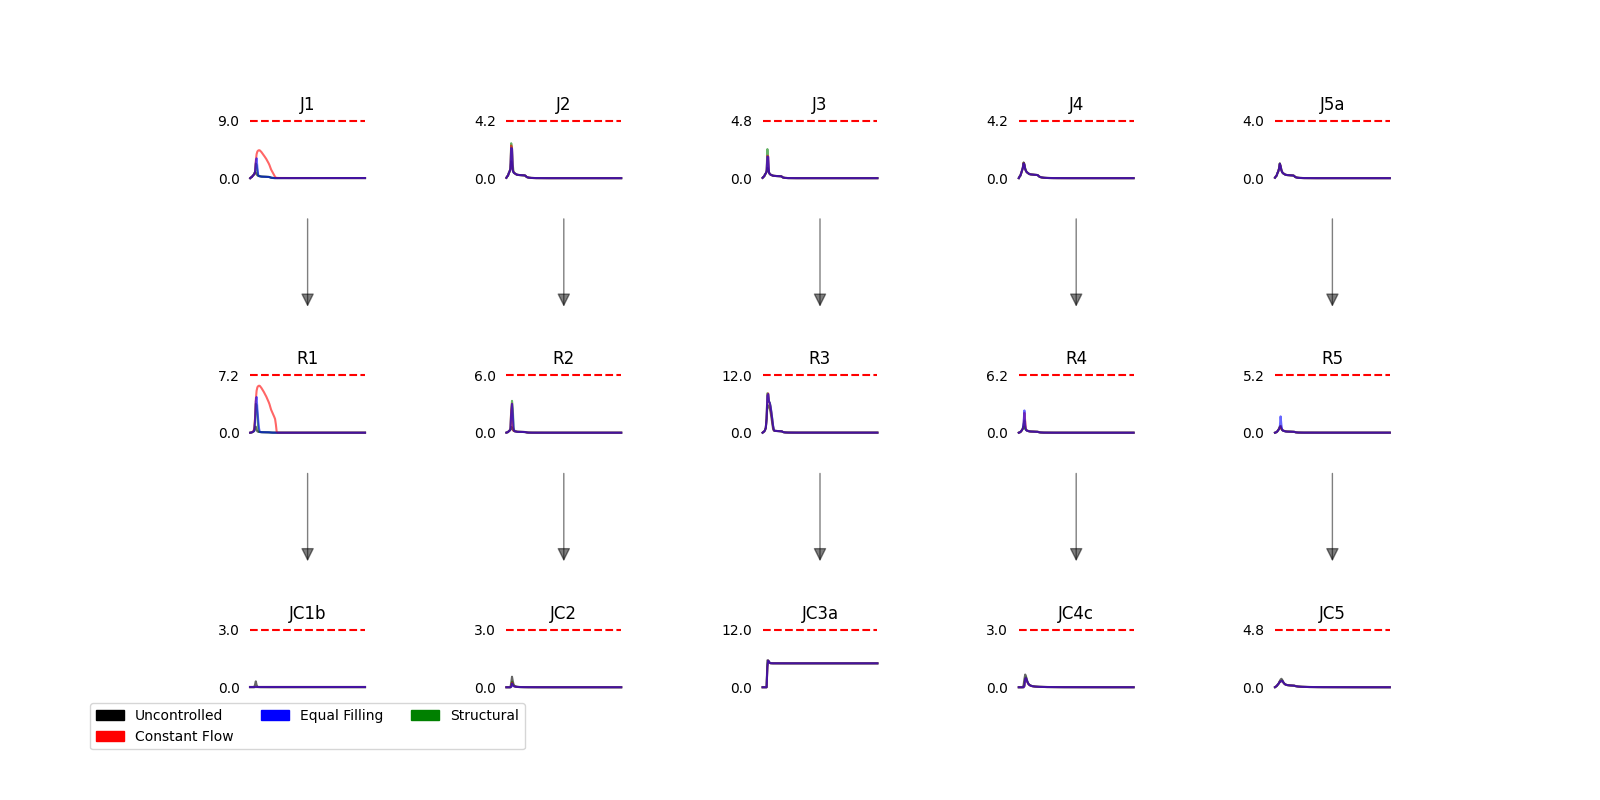 J1 J2 J3 J4 J5a
9.0 4.2 4.8 4.2 4.0
0.0 0.0 0.0 0.0 0.0
R1 R2 R3 R4 R5
7.2 6.0 12.0 6.2 5.2
0.0 0.0 0.0 0.0 0.0
JC1b JC2 JC3a JC4c JC5
3.0 3.0 12.0 3.0 4.8
0.0 0.0 0.0 0.0 0.0
Uncontrolled Equal Filling Structural
Constant Flow